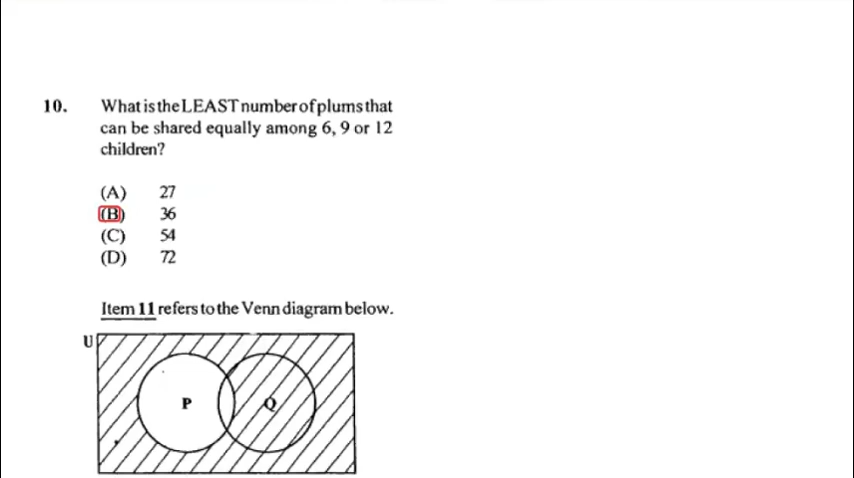 10. What is the LEAST number of plums that
can be shared equally among 6, 9 or 12
children?
(A) 27
(B) 36
(C) 54
(D) 72
Item 11 refers to the Venn diagram below.
U
P Q